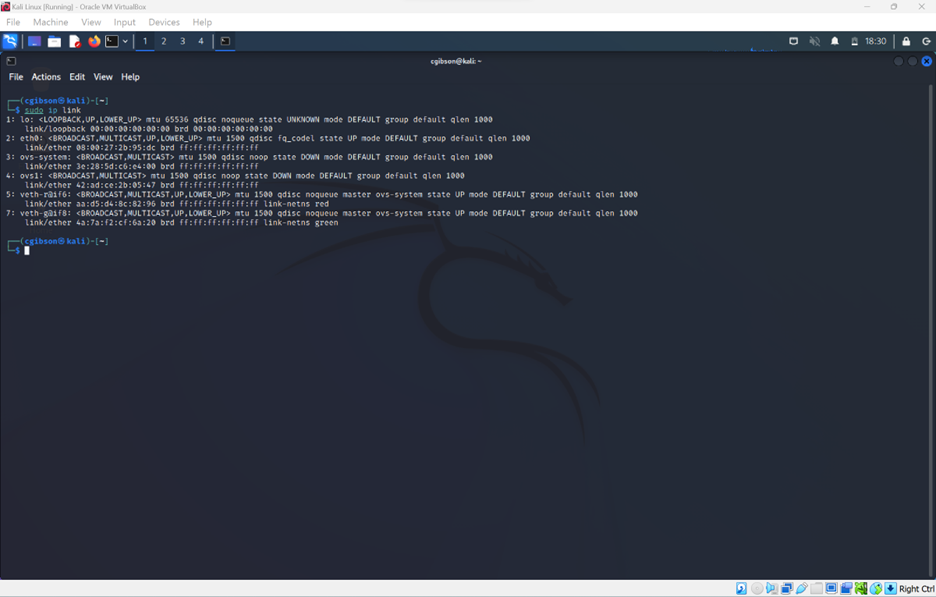 Kali Linux [Running] - Oracle VM VirtualBox
File Machine View Input Devices Help
1 2 3 4 18:30
cgibson@kali: ~
File Actions Edit View Help
(cgibson㉿kali)-[~]
$ sudo ip link
1: lo: <LOOPBACK,UP,LOWER_UP> mtu 65536 qdisc noqueue state UNKNOWN mode DEFAULT group default qlen 1000
link/loopback 00:00:00:00:00:00 brd 00:00:00:00:00:00
2: eth0: <BROADCAST,MULTICAST,UP,LOWER_UP> mtu 1500 qdisc fq_codel state UP mode DEFAULT group default qlen 1000
link/ether 08:00:27:2b:95:dc brd ff:ff:ff:ff:ff:ff
3: ovs-system: <BROADCAST,MULTICAST> mtu 1500 qdisc noop state DOWN mode DEFAULT group default qlen 1000
link/ether 3e:28:5d:c6:e4:00 brd ff:ff:ff:ff:ff:ff
4: ovs1: <BROADCAST,MULTICAST> mtu 1500 qdisc noop state DOWN mode DEFAULT group default qlen 1000
link/ether 42:ad:ce:2b:05:47 brd ff:ff:ff:ff:ff:ff
5: veth-r@if6: <BROADCAST,MULTICAST,UP,LOWER_UP> mtu 1500 qdisc noqueue master ovs-system state UP mode DEFAULT group default qlen 1000
link/ether aa:d5:d4:8c:82:96 brd ff:ff:ff:ff:ff:ff link-netns red
7: veth-g@if8: <BROADCAST,MULTICAST,UP,LOWER_UP> mtu 1500 qdisc noqueue master ovs-system state UP mode DEFAULT group default qlen 1000
link/ether 4a:7a:f2:cf:6a:20 brd ff:ff:ff:ff:ff:ff link-netns green
(cgibson㉿kali)-[~]
$
Right Ctrl